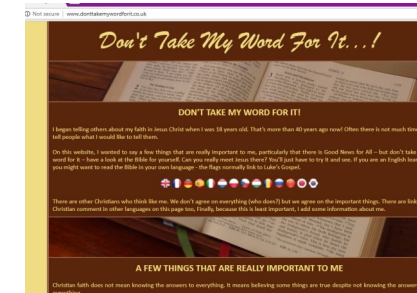 Not secure
www.donttakemywordforit.co.uk
Don't Take My Word For It...!
DON'T TAKE MY WORD FOR IT!
I began telling others about my faith in Jesus Christ when I was 18 years old. That's more than 40 years ago now! Often there is not much time
tell people what I would like to tell them.
On this website, I wanted to say a few things that are really important to me, particularly that there is Good News for All – but don't take
word for it – have a look at the Bible for yourself. Can you really meet Jesus there? You'll just have to try it and see. If you are an English lear
you might want to read the Bible in your own language - the flags normally link to Luke's Gospel.
There are other Christians who think like me. We don't agree on everything (who does?) but we agree on the important things. There are link
Christian comment in other languages on this page too, Finally, because this is least important, I add some information about me.
A FEW THINGS THAT ARE REALLY IMPORTANT TO ME
Christian faith does not mean knowing the answers to everything. It means believing some things are true despite not knowing the answe
everything